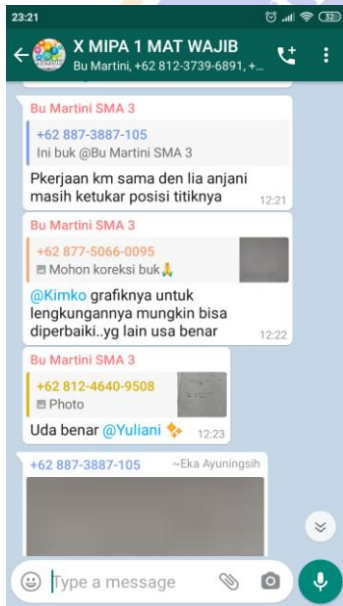 23:21
32
X MIPA 1 MAT WAJIB
Bu Martini, +62 812-3739-6891, +...
Bu Martini SMA 3
+62 887-3887-105
Ini buk @Bu Martini SMA 3
Pkerjaan km sama den lia anjani
masih ketukar posisi titiknya
12:21
Bu Martini SMA 3
+62 877-5066-0095
Mohon koreksi buk🙏
@Kimko grafiknya untuk
lengkungannya mungkin bisa
diperbaiki..yg lain usa benar
12:22
Bu Martini SMA 3
+62 812-4640-9508
Photo
Uda benar @Yuliani ✨ 12:23
+62 887-3887-105 ~Eka Ayuningsih
Type a message